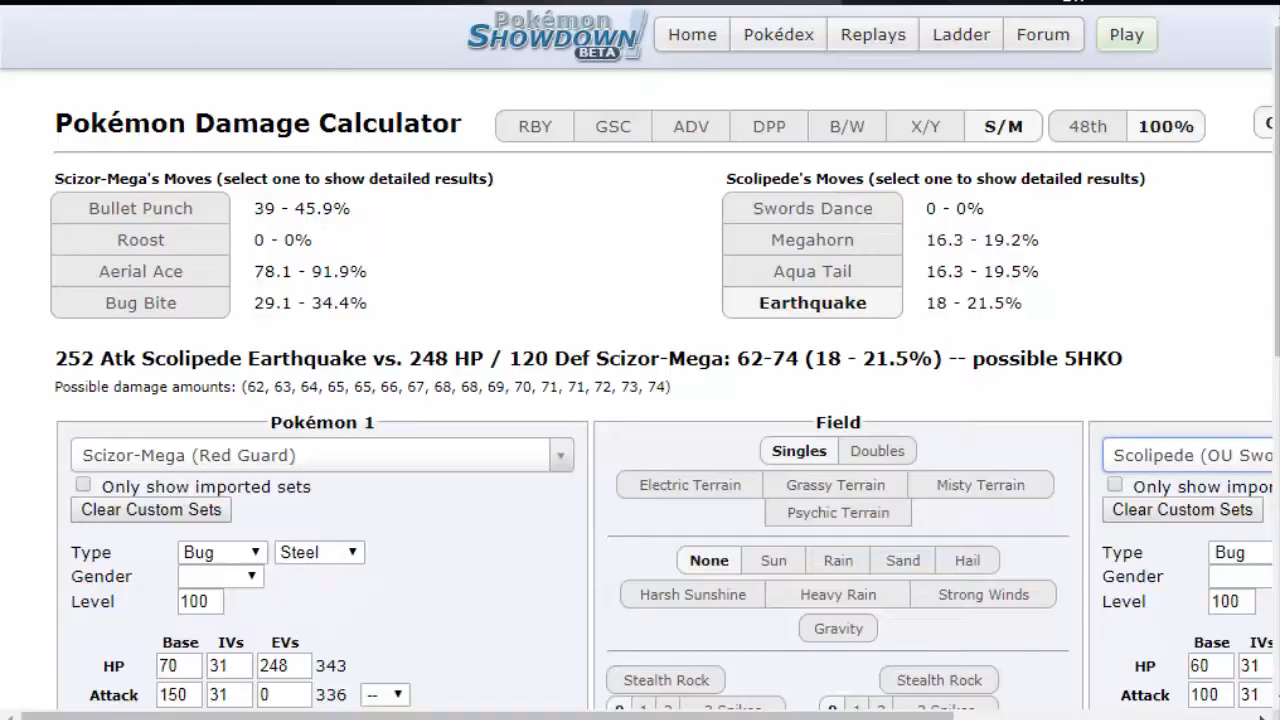 Pokémon
SHOWDOWN!
BETA
Home Pokédex Replays Ladder Forum Play
Pokémon Damage Calculator RBY GSC ADV DPP B/W X/Y S/M 48th 100%
Scizor-Mega's Moves (select one to show detailed results)
Bullet Punch 39 - 45.9%
Roost 0 - 0%
Aerial Ace 78.1 - 91.9%
Bug Bite 29.1 - 34.4%
Scolipede's Moves (select one to show detailed results)
Swords Dance 0 - 0%
Megahorn 16.3 - 19.2%
Aqua Tail 16.3 - 19.5%
Earthquake 18 - 21.5%
252 Atk Scolipede Earthquake vs. 248 HP / 120 Def Scizor-Mega: 62-74 (18 - 21.5%) -- possible 5HKO
Possible damage amounts: (62, 63, 64, 65, 65, 66, 67, 68, 68, 69, 70, 71, 71, 72, 73, 74)
Pokémon 1
Scizor-Mega (Red Guard)
Only show imported sets
Clear Custom Sets
Type Bug Steel
Gender
Level 100
Base IVs EVs
HP 70 31 248 343
Attack 150 31 0 336 --
Field
Singles Doubles
Electric Terrain Grassy Terrain Misty Terrain
Psychic Terrain
None Sun Rain Sand Hail
Harsh Sunshine Heavy Rain Strong Winds
Gravity
Stealth Rock Stealth Rock
Scolipede (OU Swo
Only show impor
Clear Custom Sets
Type Bug
Gender
Level 100
Base IVs
HP 60 31
Attack 100 31